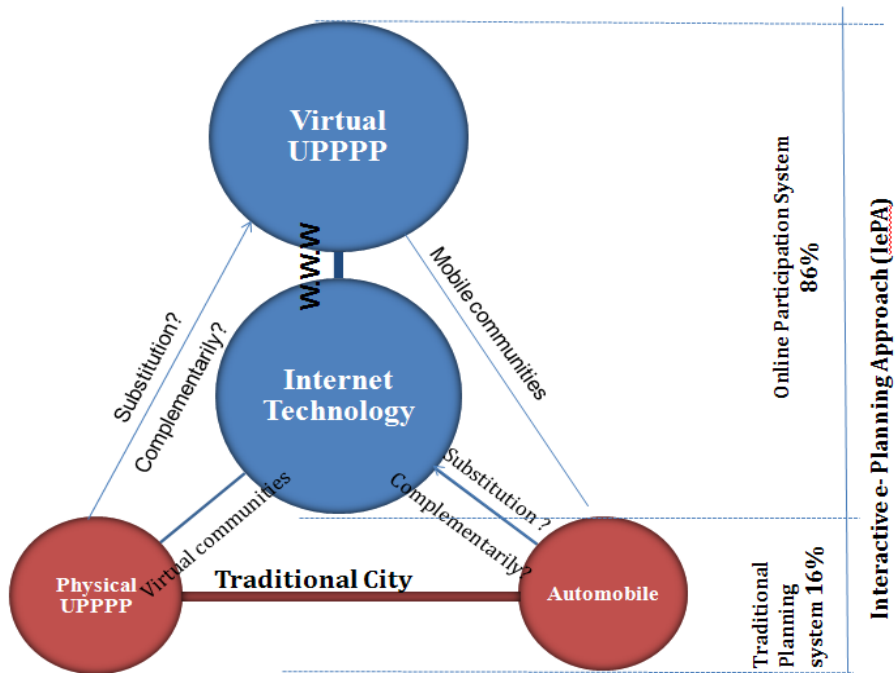 Virtual
UPPPP
W.W.W
Substitution?
Complementarily?
Mobile communities
Internet
Technology
Virtual communities
Substitution ?
Complementarily?
Physical
UPPPP
Traditional City
Automobile
Online Participation System
86%
Traditional
Planning
system 16%
Interactive e- Planning Approach (IePA)